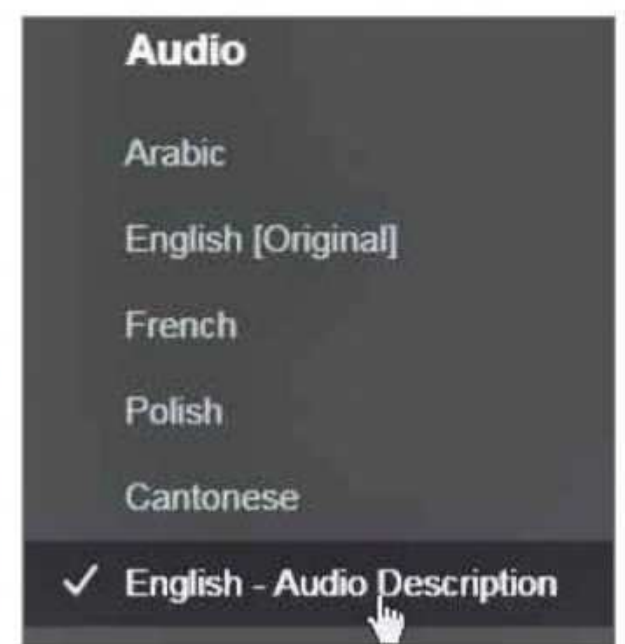 Audio
Arabic
English [Original]
French
Polish
Cantonese
English - Audio Description